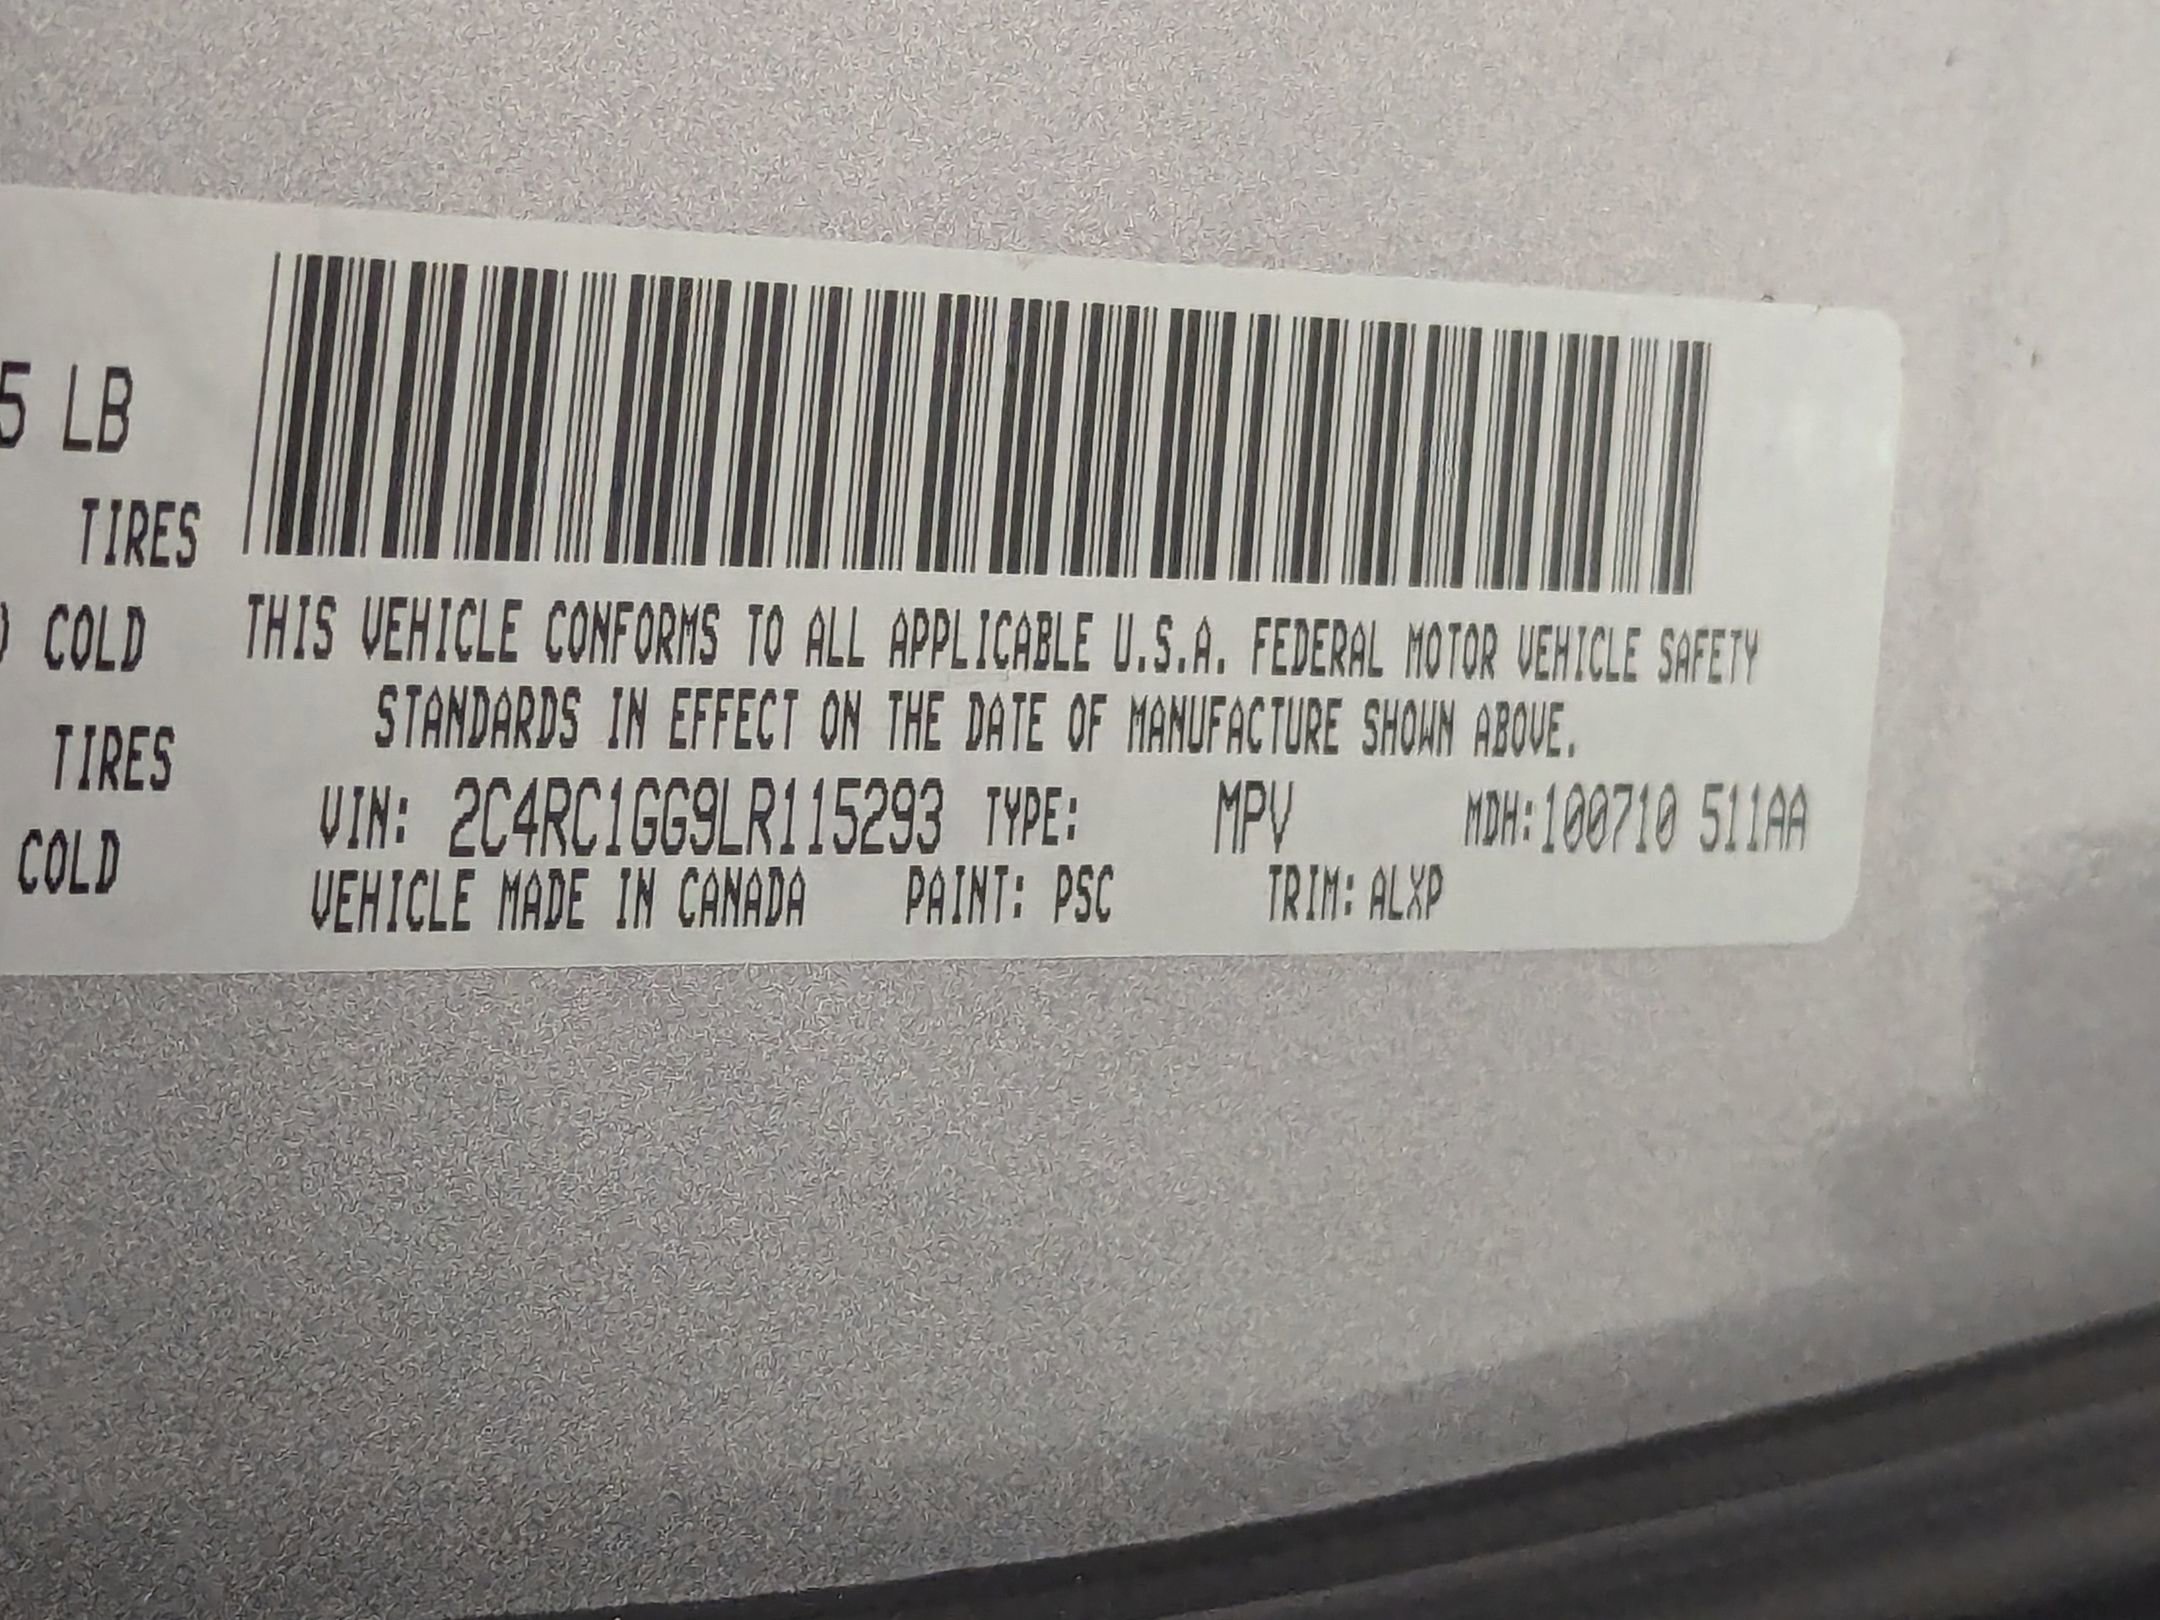 5 LB
TIRES
COLD
TIRES
COLD
THIS VEHICLE CONFORMS TO ALL APPLICABLE U.S.A. FEDERAL MOTOR VEHICLE SAFETY
STANDARDS IN EFFECT ON THE DATE OF MANUFACTURE SHOWN ABOVE.
VIN: 2C4RC1GG9LR115293 TYPE: MPV MDH:100710 511AA
VEHICLE MADE IN CANADA PAINT: PSC TRIM: ALXP